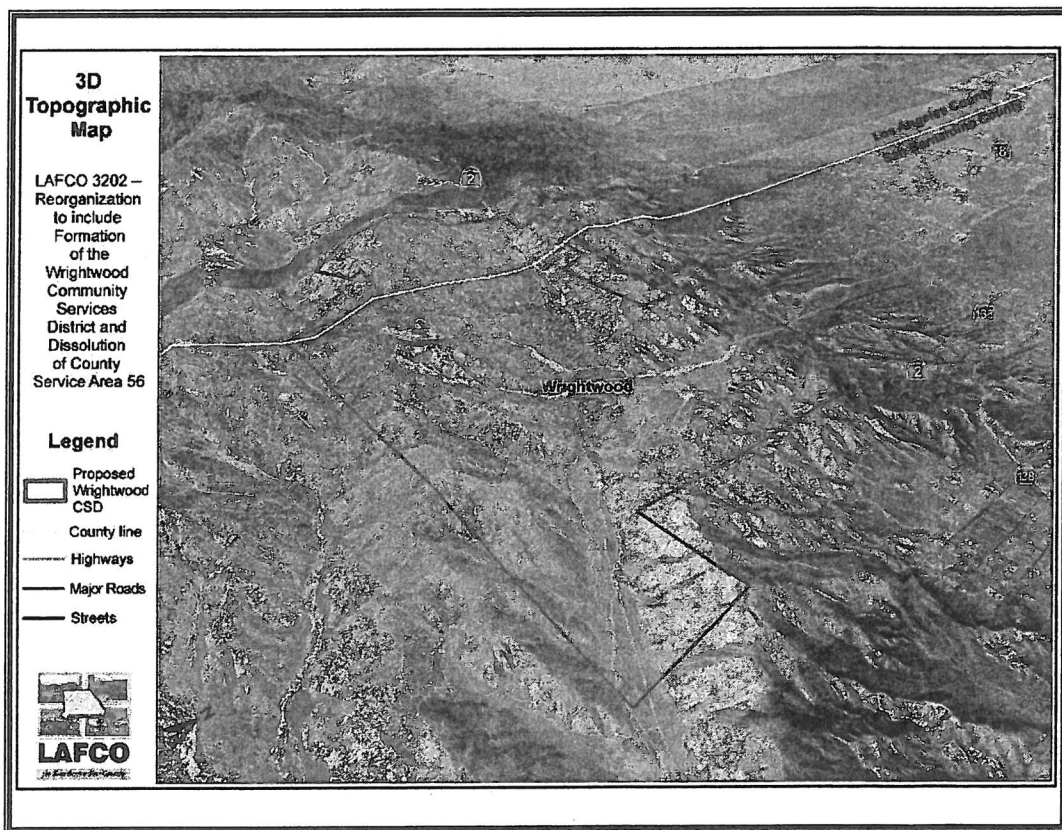 3D
Topographic
Map
LAFCO 3202 –
Reorganization
to include
Formation
of the
Wrightwood
Community
Services
District and
Dissolution
of County
Service Area 56
Legend
Proposed
Wrightwood
CSD
County line
Highways
Major Roads
Streets
LAFCO
Los Angeles County
San Bernardino County
2
Wrightwood
2
138